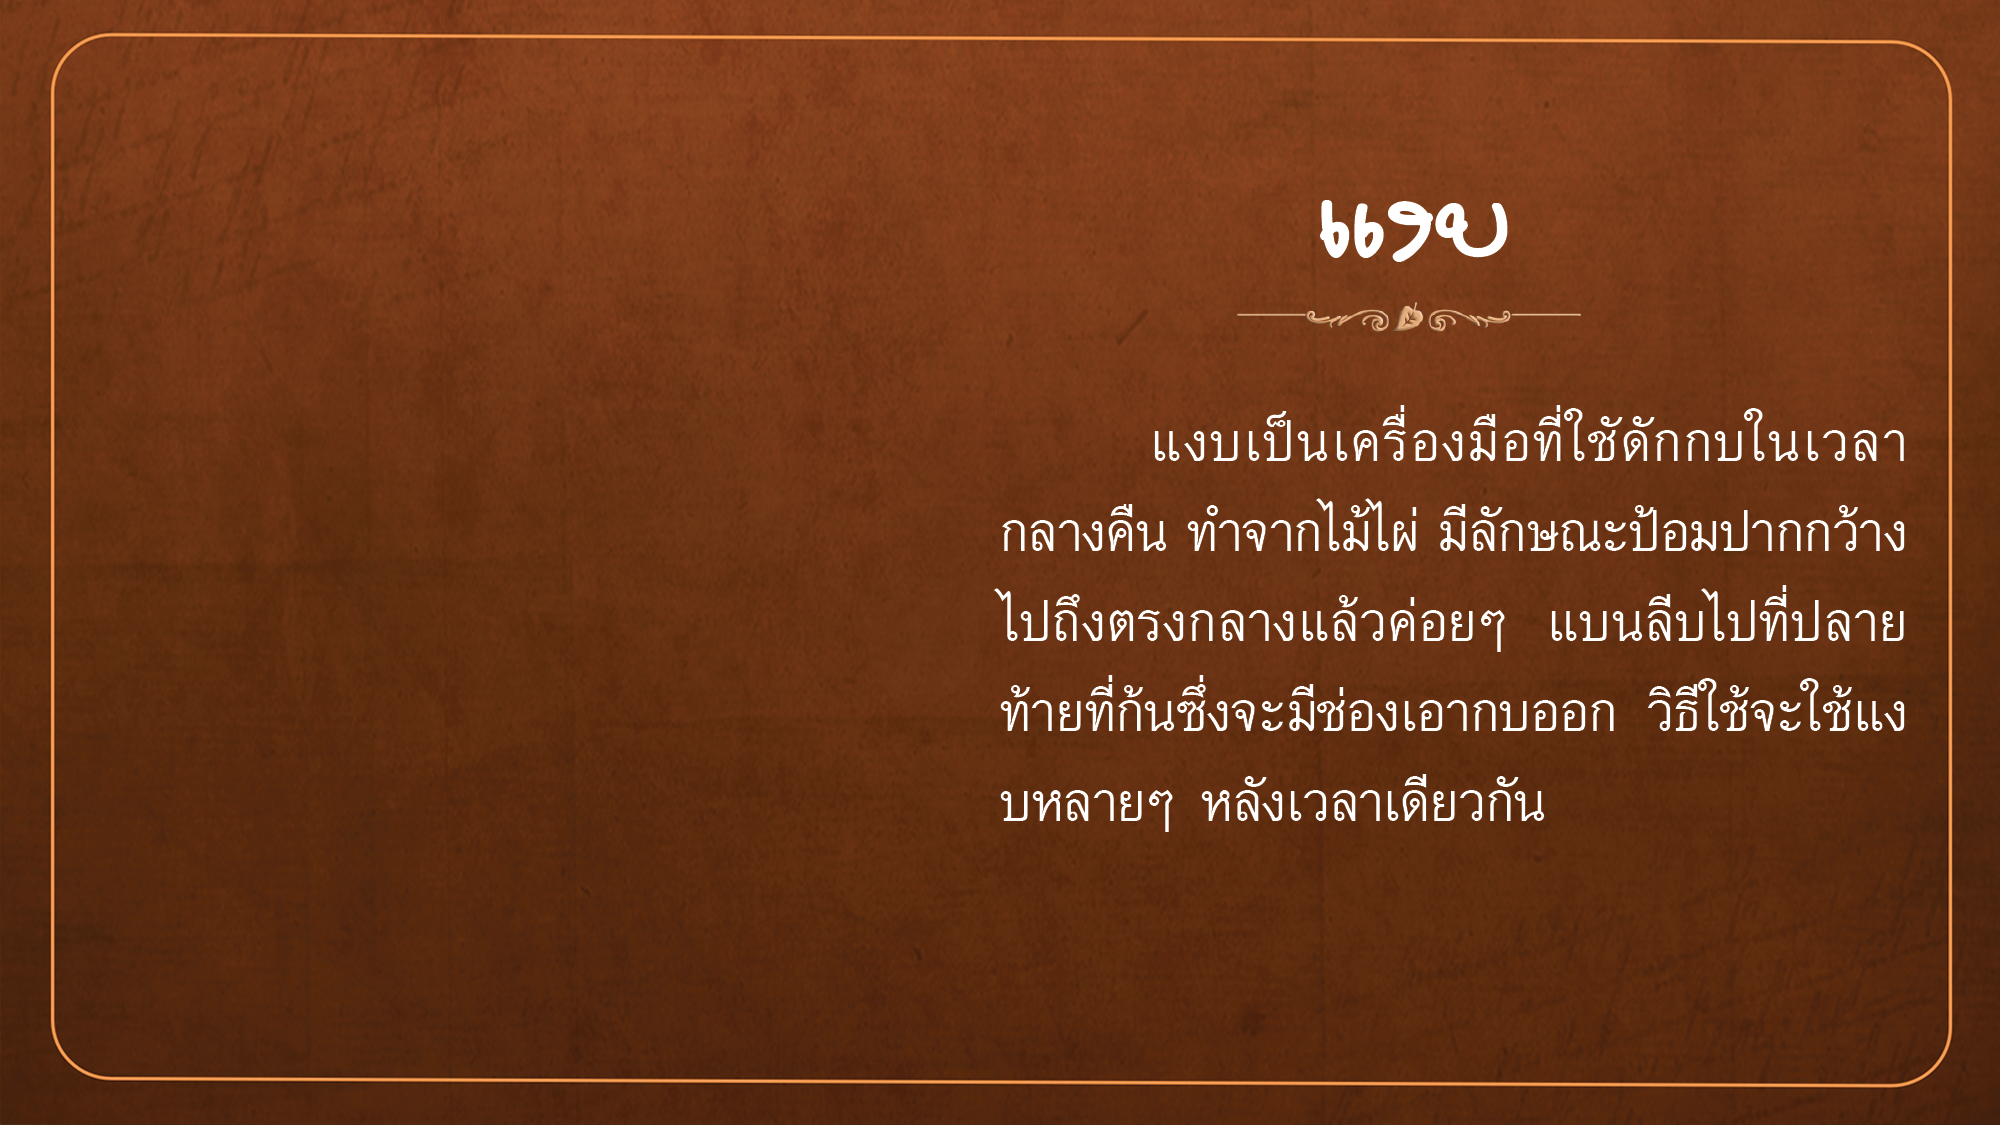 แงบ
แงบเป็นเครื่องมือที่ใช้ดักกบในเวลา
กลางคืน ทำจากไม้ไผ่ มีลักษณะป้อมปากกว้าง
ไปถึงตรงกลางแล้วค่อยๆ แบนลีบไปที่ปลาย
ท้ายที่ก้นซึ่งจะมีช่องเอากบออก วิธีใช้จะใช้แง
บหลายๆ หลังเวลาเดียวกัน